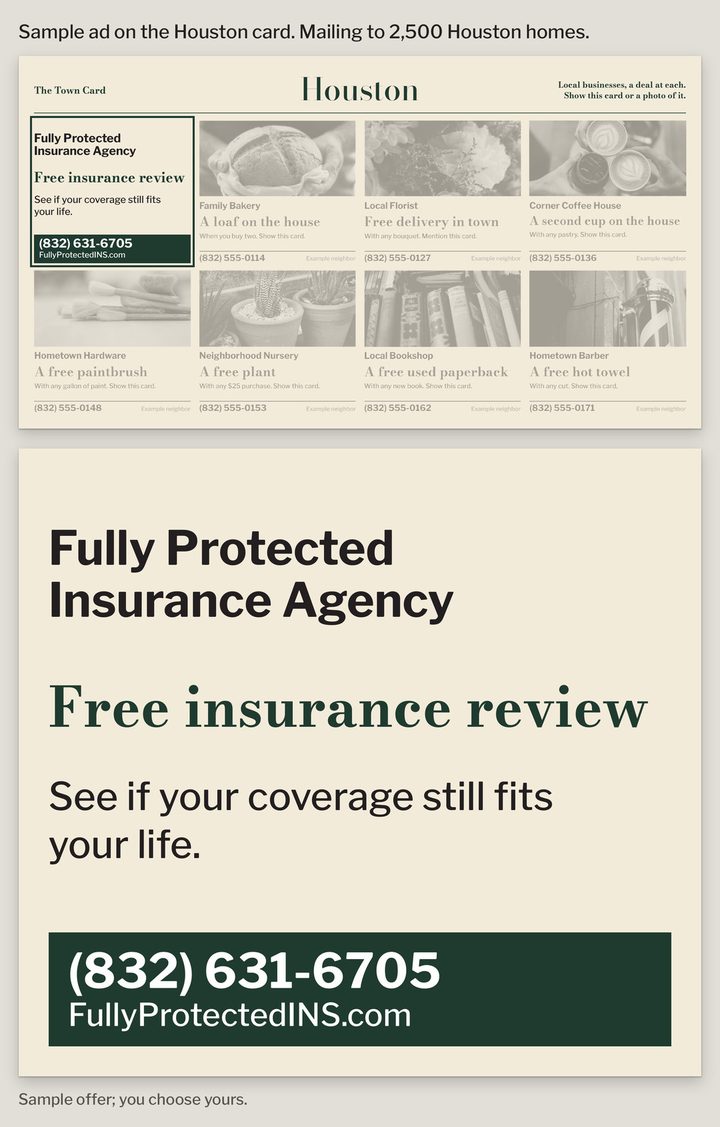 Sample ad on the Houston card. Mailing to 2,500 Houston homes.
The Town Card
Houston
Local businesses, a deal at each.
Show this card or a photo of it.
Fully Protected
Insurance Agency
Free insurance review
See if your coverage still fits
your life.
(832) 631-6705
FullyProtectedINS.com
Family Bakery
A loaf on the house
When you buy two. Show this card.
(832) 555-0114
Example neighbor
Local Florist
Free delivery in town
With any bouquet. Mention this card.
(832) 555-0127
Example neighbor
Corner Coffee House
A second cup on the house
With any pastry. Show this card.
(832) 555-0136
Example neighbor
Hometown Hardware
A free paintbrush
With any gallon of paint. Show this card.
(832) 555-0148
Example neighbor
Neighborhood Nursery
A free plant
With any $25 purchase. Show this card.
(832) 555-0153
Example neighbor
Local Bookshop
A free used paperback
With any new book. Show this card.
(832) 555-0162
Example neighbor
Hometown Barber
A free hot towel
With any cut. Show this card.
(832) 555-0171
Example neighbor
Fully Protected
Insurance Agency
Free insurance review
See if your coverage still fits
your life.
(832) 631-6705
FullyProtectedINS.com
Sample offer; you choose yours.